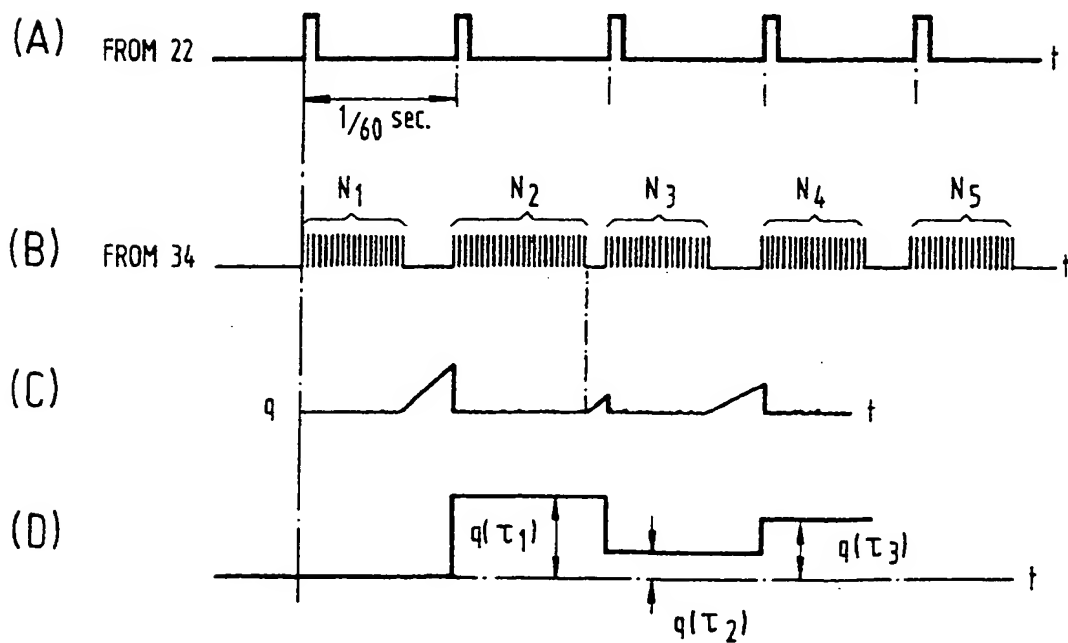 (A) FROM 22 t
1/60 sec.
N1 N2 N3 N4 N5
(B) FROM 34 t
(C) q t
(D) q(τ1) q(τ3) t
q(τ2)